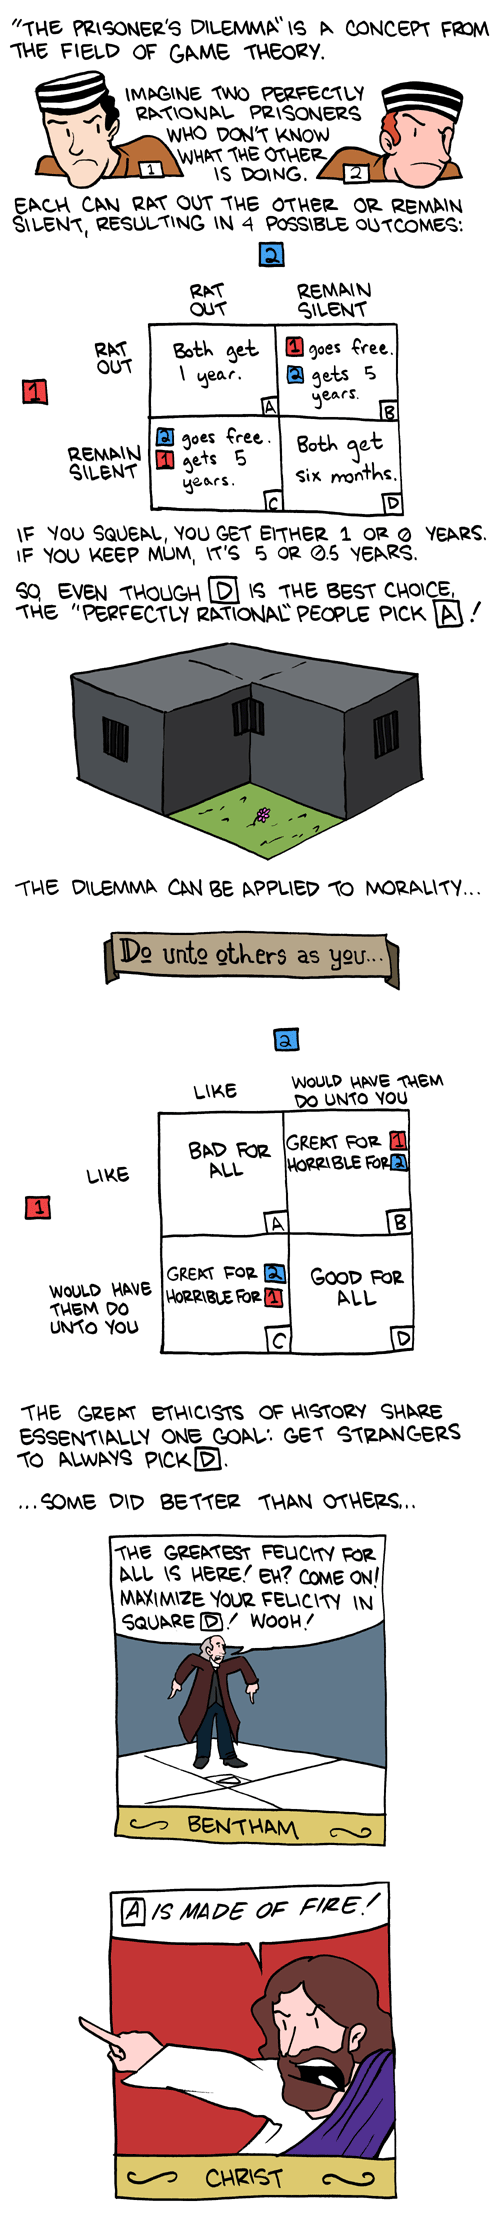 "THE PRISONER'S DILEMMA" IS A CONCEPT FROM
THE FIELD OF GAME THEORY.
IMAGINE TWO PERFECTLY
RATIONAL PRISONERS
WHO DON'T KNOW
WHAT THE OTHER
IS DOING.
1
2
EACH CAN RAT OUT THE OTHER OR REMAIN
SILENT, RESULTING IN 4 POSSIBLE OUTCOMES:
2
RAT
OUT
REMAIN
SILENT
1
RAT
OUT
Both get
1 year.
A
1 goes free.
2 gets 5
years.
B
REMAIN
SILENT
2 goes free.
1 gets 5
years.
C
Both get
six months.
D
IF YOU SQUEAL, YOU GET EITHER 1 OR 0 YEARS.
IF YOU KEEP MUM, IT'S 5 OR 0.5 YEARS.
SO, EVEN THOUGH D IS THE BEST CHOICE,
THE "PERFECTLY RATIONAL" PEOPLE PICK A!
THE DILEMMA CAN BE APPLIED TO MORALITY...
Do unto others as you...
2
LIKE
WOULD HAVE THEM
DO UNTO YOU
1
LIKE
BAD FOR
ALL
A
GREAT FOR 1
HORRIBLE FOR 2
B
WOULD HAVE
THEM DO
UNTO YOU
GREAT FOR 2
HORRIBLE FOR 1
C
GOOD FOR
ALL
D
THE GREAT ETHICISTS OF HISTORY SHARE
ESSENTIALLY ONE GOAL: GET STRANGERS
TO ALWAYS PICK D.
...SOME DID BETTER THAN OTHERS...
THE GREATEST FELICITY FOR
ALL IS HERE! EH? COME ON!
MAXIMIZE YOUR FELICITY IN
SQUARE D! WOOH!
BENTHAM
A IS MADE OF FIRE!
CHRIST